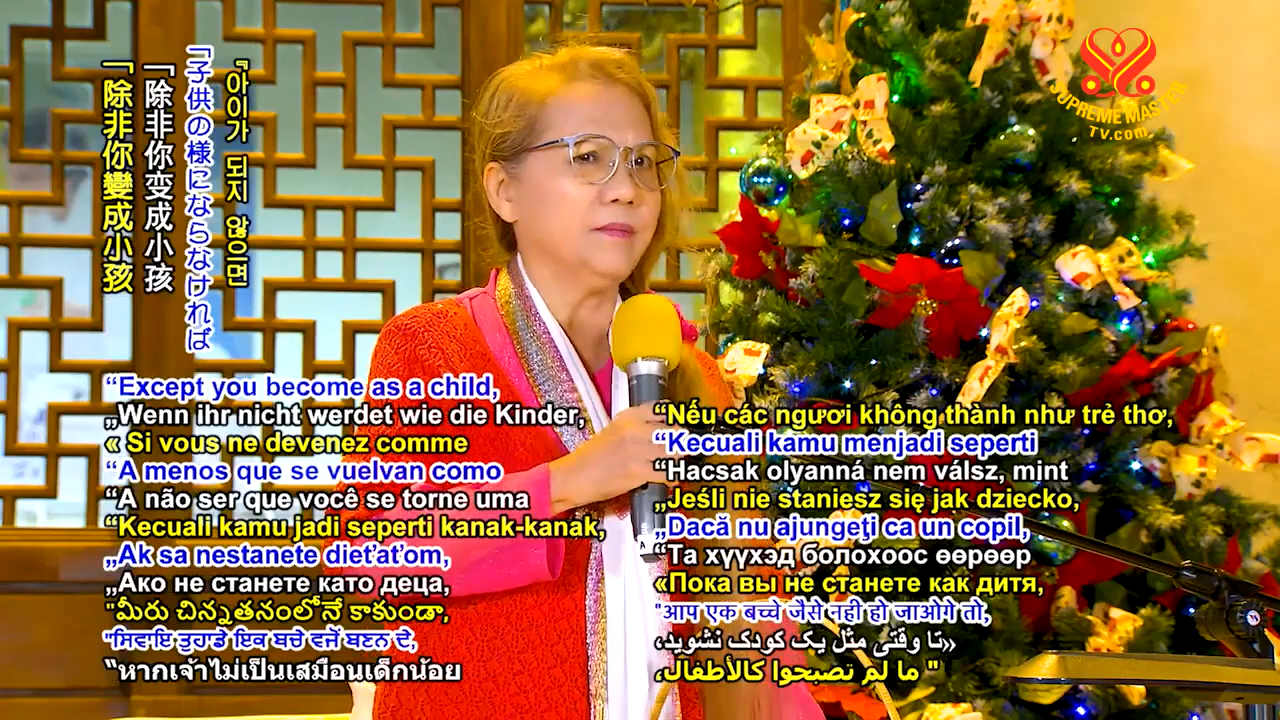 SUPREME MASTER
TV.com
『아이가 되지 않으면
「子供の様にならなければ
「除非你变成小孩
「除非你變成小孩
“Except you become as a child,
„Wenn ihr nicht werdet wie die Kinder,
« Si vous ne devenez comme
“A menos que se vuelvan como
“A não ser que você se torne uma
“Kecuali kamu jadi seperti kanak-kanak,
„Ak sa nestanete dieťaťom,
„Ако не станете като деца,
"మీరు చిన్నతనంలోనే కాకుండా,
"ਸਿਵਾਇ ਤੁਹਾਡੇ ਇਕ ਬਚੇ ਵਜੋਂ ਬਣਨ ਦੇ,
“หากเจ้าไม่เป็นเสมือนเด็กน้อย
“Nếu các ngươi không thành như trẻ thơ,
“Kecuali kamu menjadi seperti
“Hacsak olyanná nem válsz, mint
„Jeśli nie staniesz się jak dziecko,
„Dacă nu ajungeţi ca un copil,
“Та хүүхэд болохоос өөрөөр
«Пока вы не станете как дитя,
"आप एक बच्चे जैसे नही हो जाओगे तो,
«تا وقتی مثل یک کودک نشوید،
" ما لم تصبحوا كالأطفال،